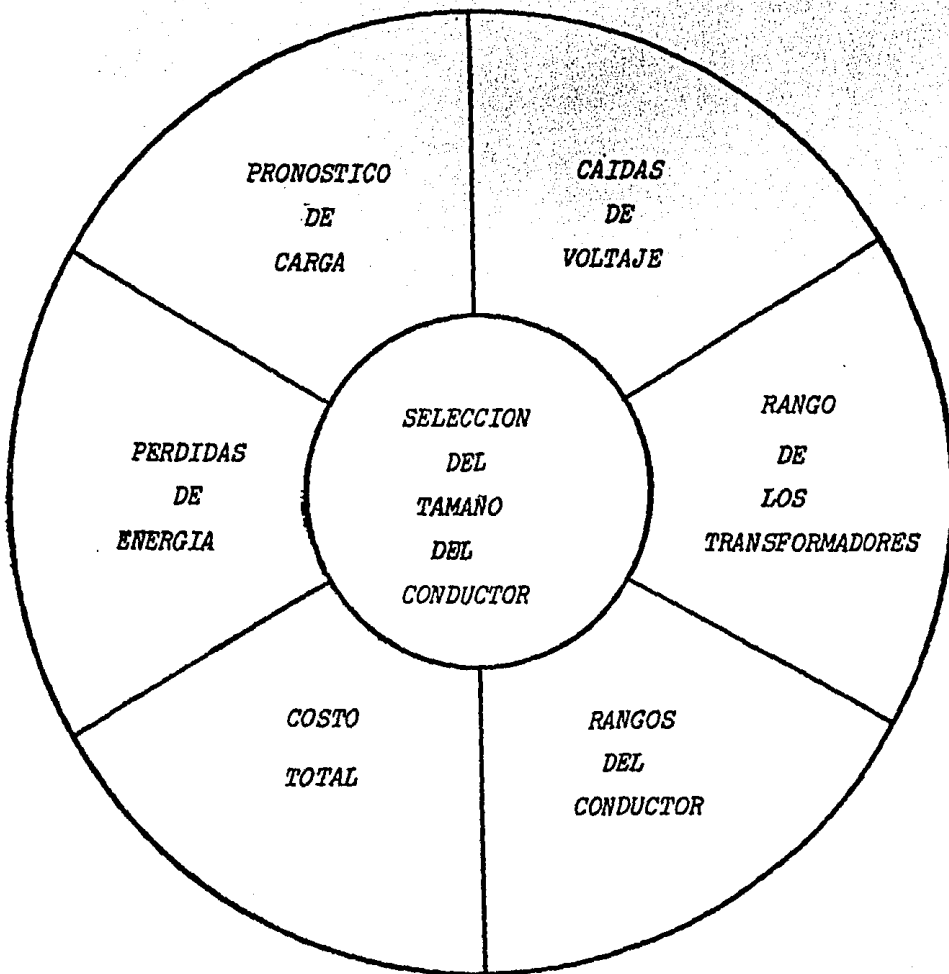 PRONOSTICO
DE
CARGA
CAIDAS
DE
VOLTAJE
PERDIDAS
DE
ENERGIA
SELECCION
DEL
TAMAÑO
DEL
CONDUCTOR
RANGO
DE
LOS
TRANSFORMADORES
COSTO
TOTAL
RANGOS
DEL
CONDUCTOR